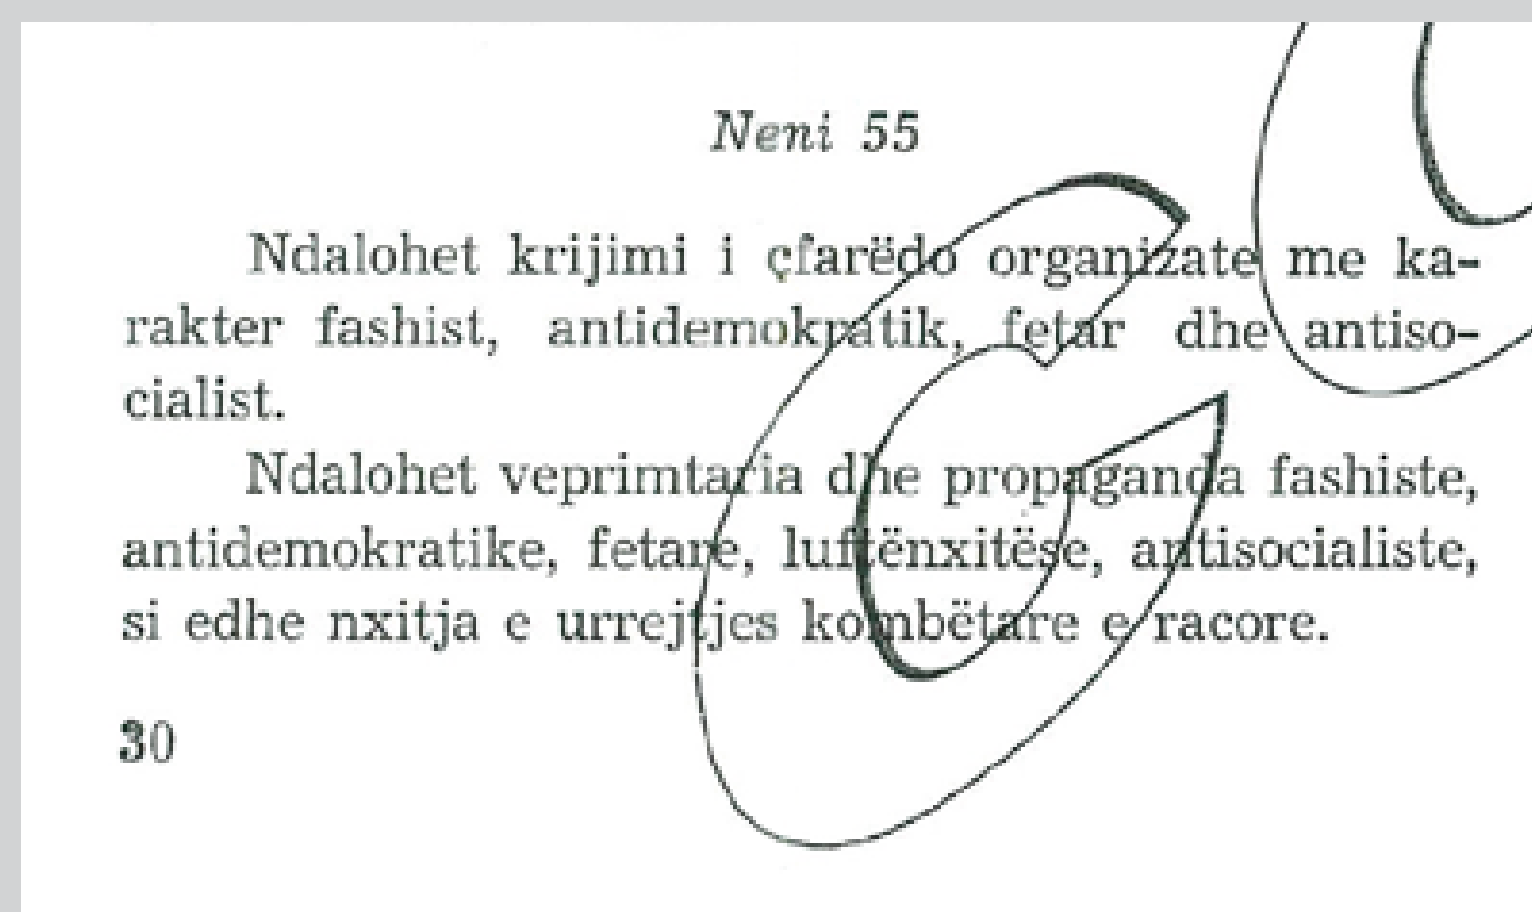 Neni 55
Ndalohet krijimi i çfarëdo organizate me ka-
rakter fashist, antidemokratik, fetar dhe antiso-
cialist.
Ndalohet veprimtaria dhe propaganda fashiste,
antidemokratike, fetare, luftënxitëse, antisocialiste,
si edhe nxitja e urrejtjes kombëtare e racore.
30